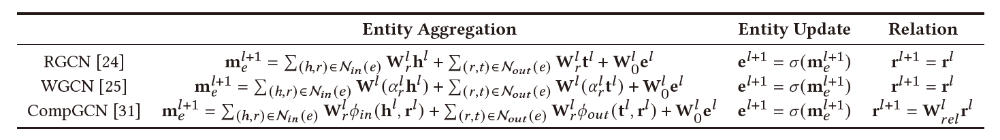 Entity Aggregation Entity Update Relation
RGCN [24] $\mathbf{m}_e^{l+1} = \sum_{(h,r)\in\mathcal{N}_{in}(e)} \mathbf{W}_r^l \mathbf{h}^l + \sum_{(r,t)\in\mathcal{N}_{out}(e)} \mathbf{W}_r^l \mathbf{t}^l + \mathbf{W}_0^l \mathbf{e}^l$ $\mathbf{e}^{l+1} = \sigma(\mathbf{m}_e^{l+1})$ $\mathbf{r}^{l+1} = \mathbf{r}^l$
WGCN [25] $\mathbf{m}_e^{l+1} = \sum_{(h,r)\in\mathcal{N}_{in}(e)} \mathbf{W}^l (\alpha_r^l \mathbf{h}^l) + \sum_{(r,t)\in\mathcal{N}_{out}(e)} \mathbf{W}^l (\alpha_r^l \mathbf{t}^l) + \mathbf{W}_0^l \mathbf{e}^l$ $\mathbf{e}^{l+1} = \sigma(\mathbf{m}_e^{l+1})$ $\mathbf{r}^{l+1} = \mathbf{r}^l$
CompGCN [31] $\mathbf{m}_e^{l+1} = \sum_{(h,r)\in\mathcal{N}_{in}(e)} \mathbf{W}_r^l \phi_{in}(\mathbf{h}^l, \mathbf{r}^l) + \sum_{(r,t)\in\mathcal{N}_{out}(e)} \mathbf{W}_r^l \phi_{out}(\mathbf{t}^l, \mathbf{r}^l) + \mathbf{W}_0^l \mathbf{e}^l$ $\mathbf{e}^{l+1} = \sigma(\mathbf{m}_e^{l+1})$ $\mathbf{r}^{l+1} = \mathbf{W}_{rel}^l \mathbf{r}^l$